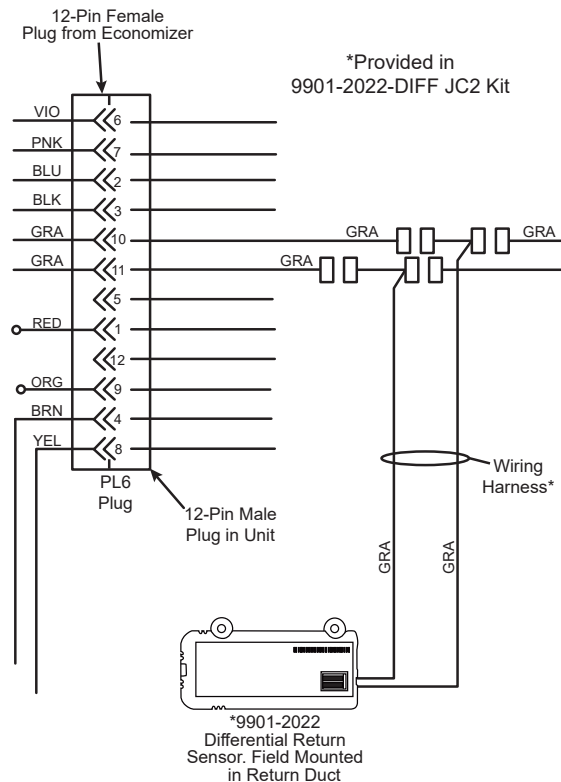 12-Pin Female
Plug from Economizer
*Provided in
9901-2022-DIFF JC2 Kit
VIO
6
PNK
7
BLU
2
BLK
3
GRA
10
GRA
GRA
GRA
11
GRA
5
RED
1
12
ORG
9
BRN
4
YEL
8
PL6
Plug
12-Pin Male
Plug in Unit
Wiring
Harness*
GRA
GRA
*9901-2022
Differential Return
Sensor. Field Mounted
in Return Duct